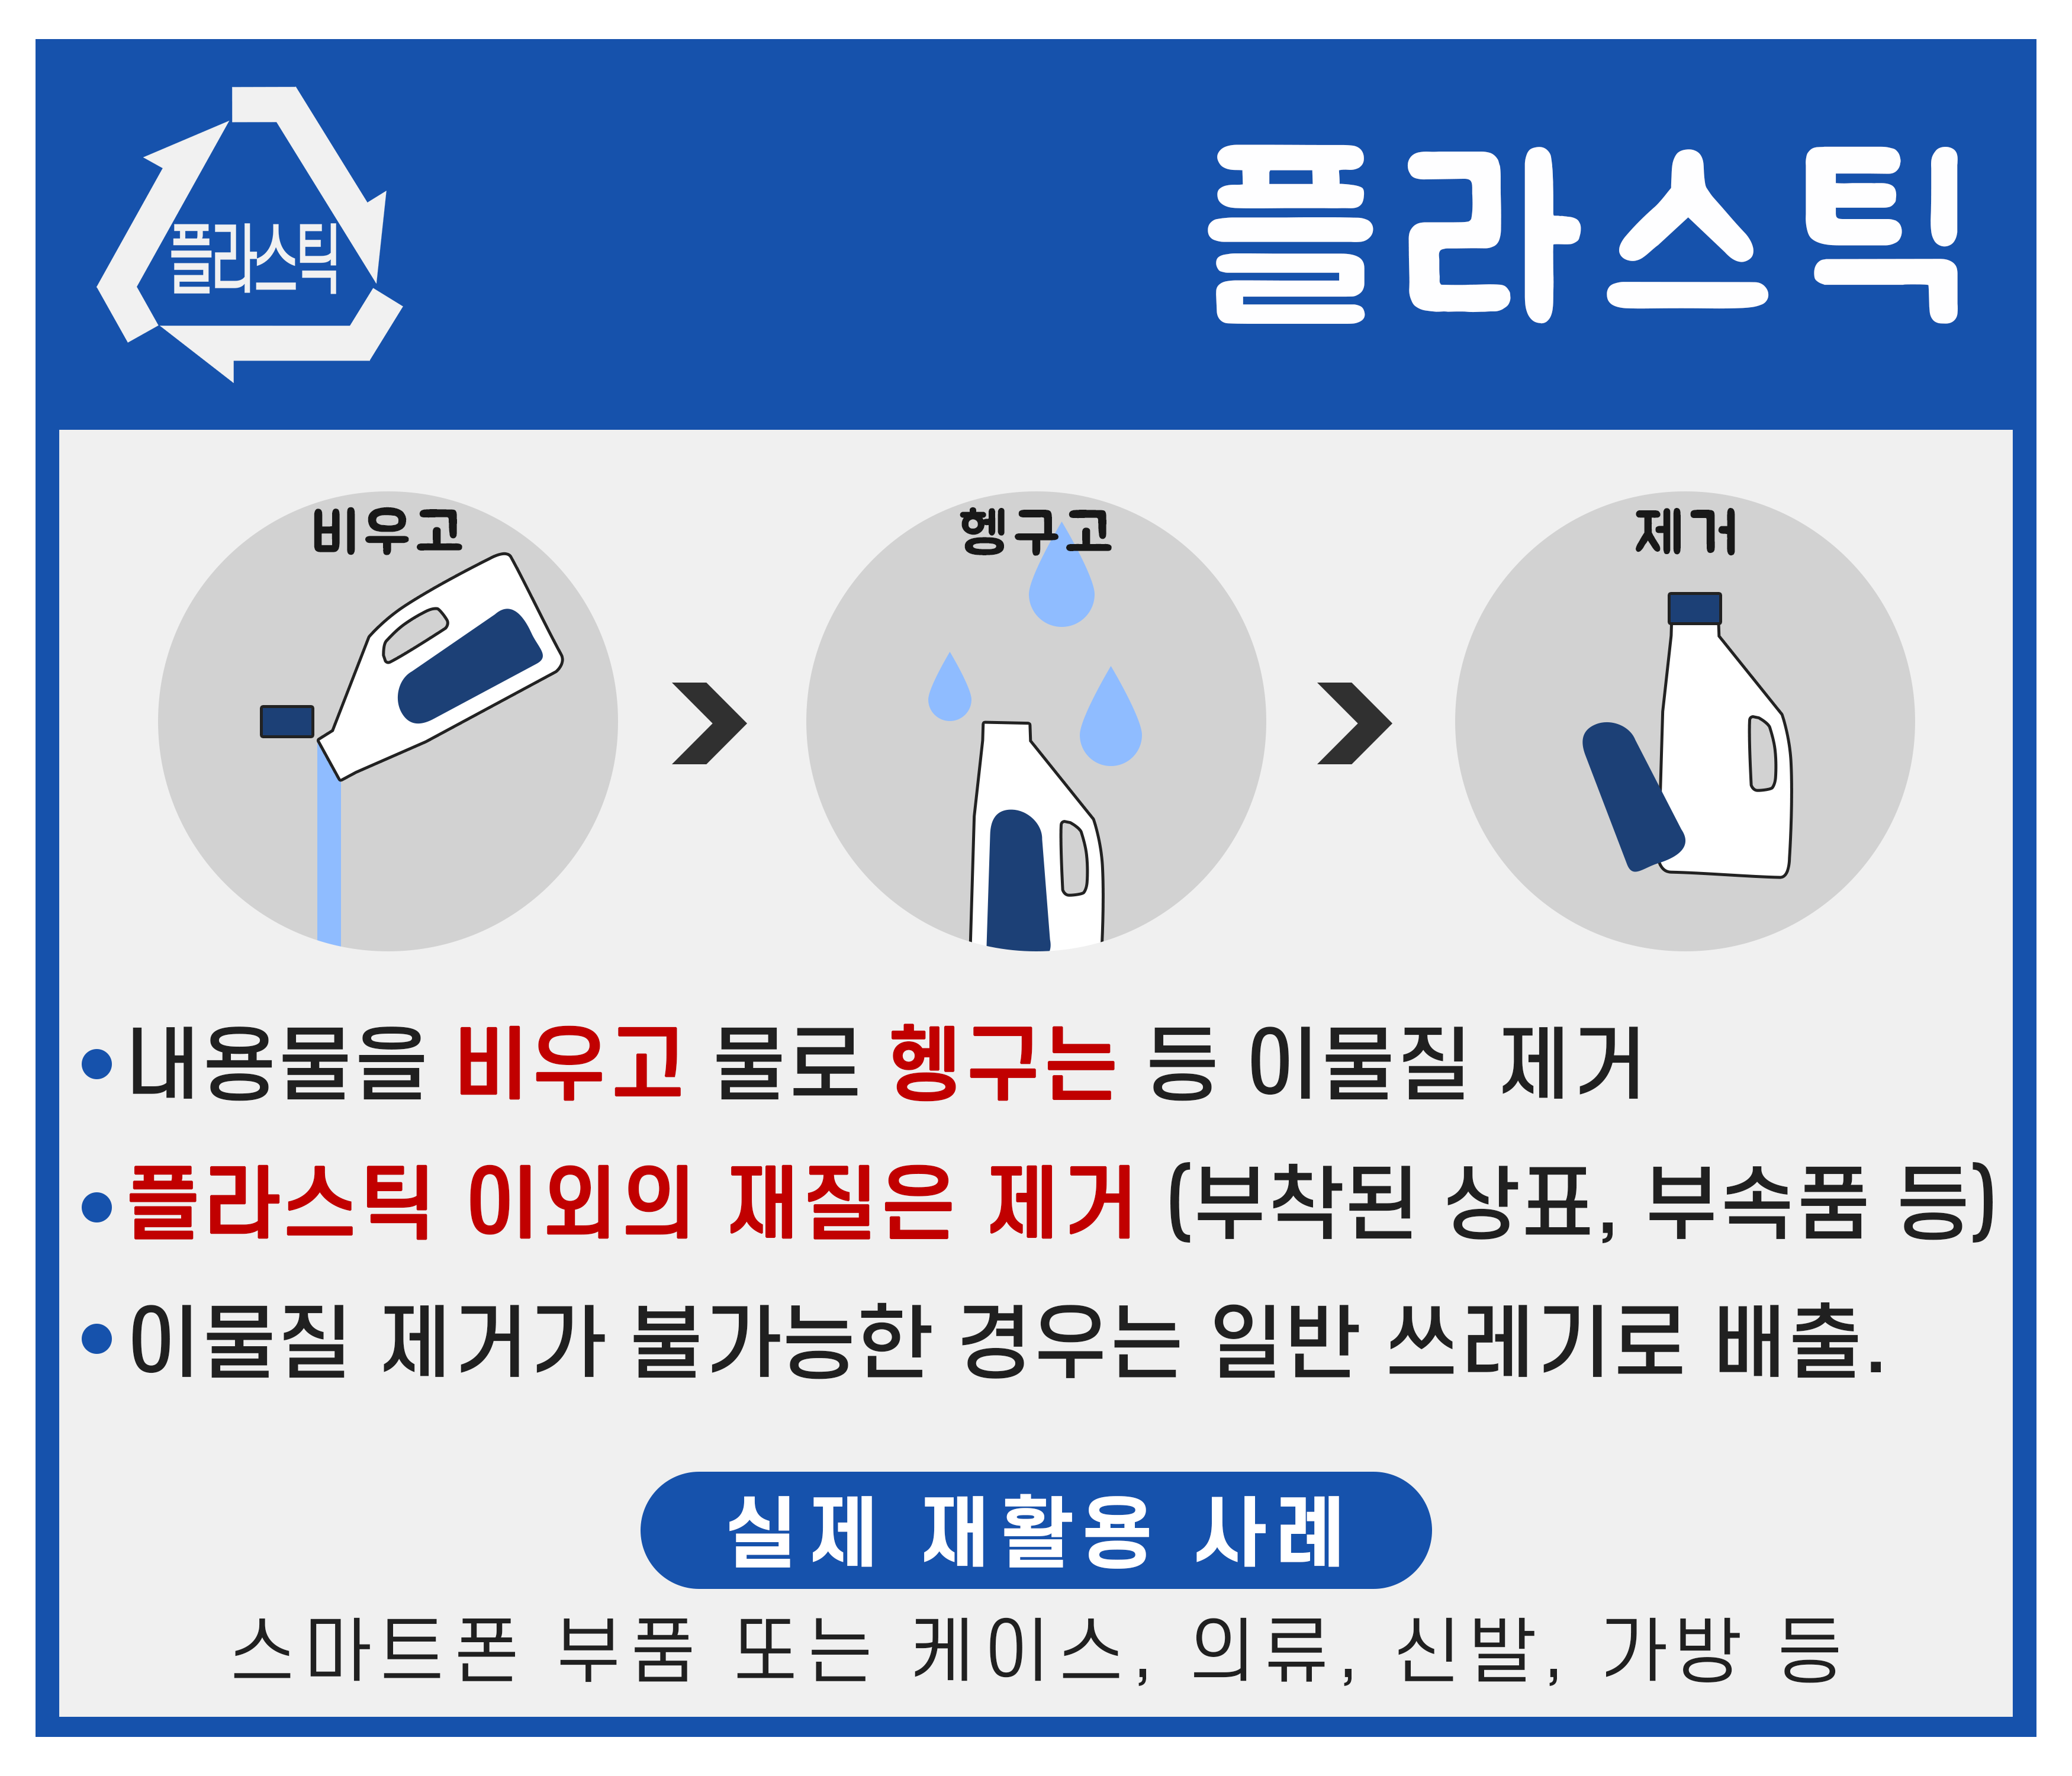 플라스틱
플라스틱
비우고
헹구고
제거
내용물을 비우고 물로 헹구는 등 이물질 제거
플라스틱 이외의 재질은 제거 (부착된 상표, 부속품 등)
이물질 제거가 불가능한 경우는 일반 쓰레기로 배출.
실제 재활용 사례
스마트폰 부품 또는 케이스, 의류, 신발, 가방 등